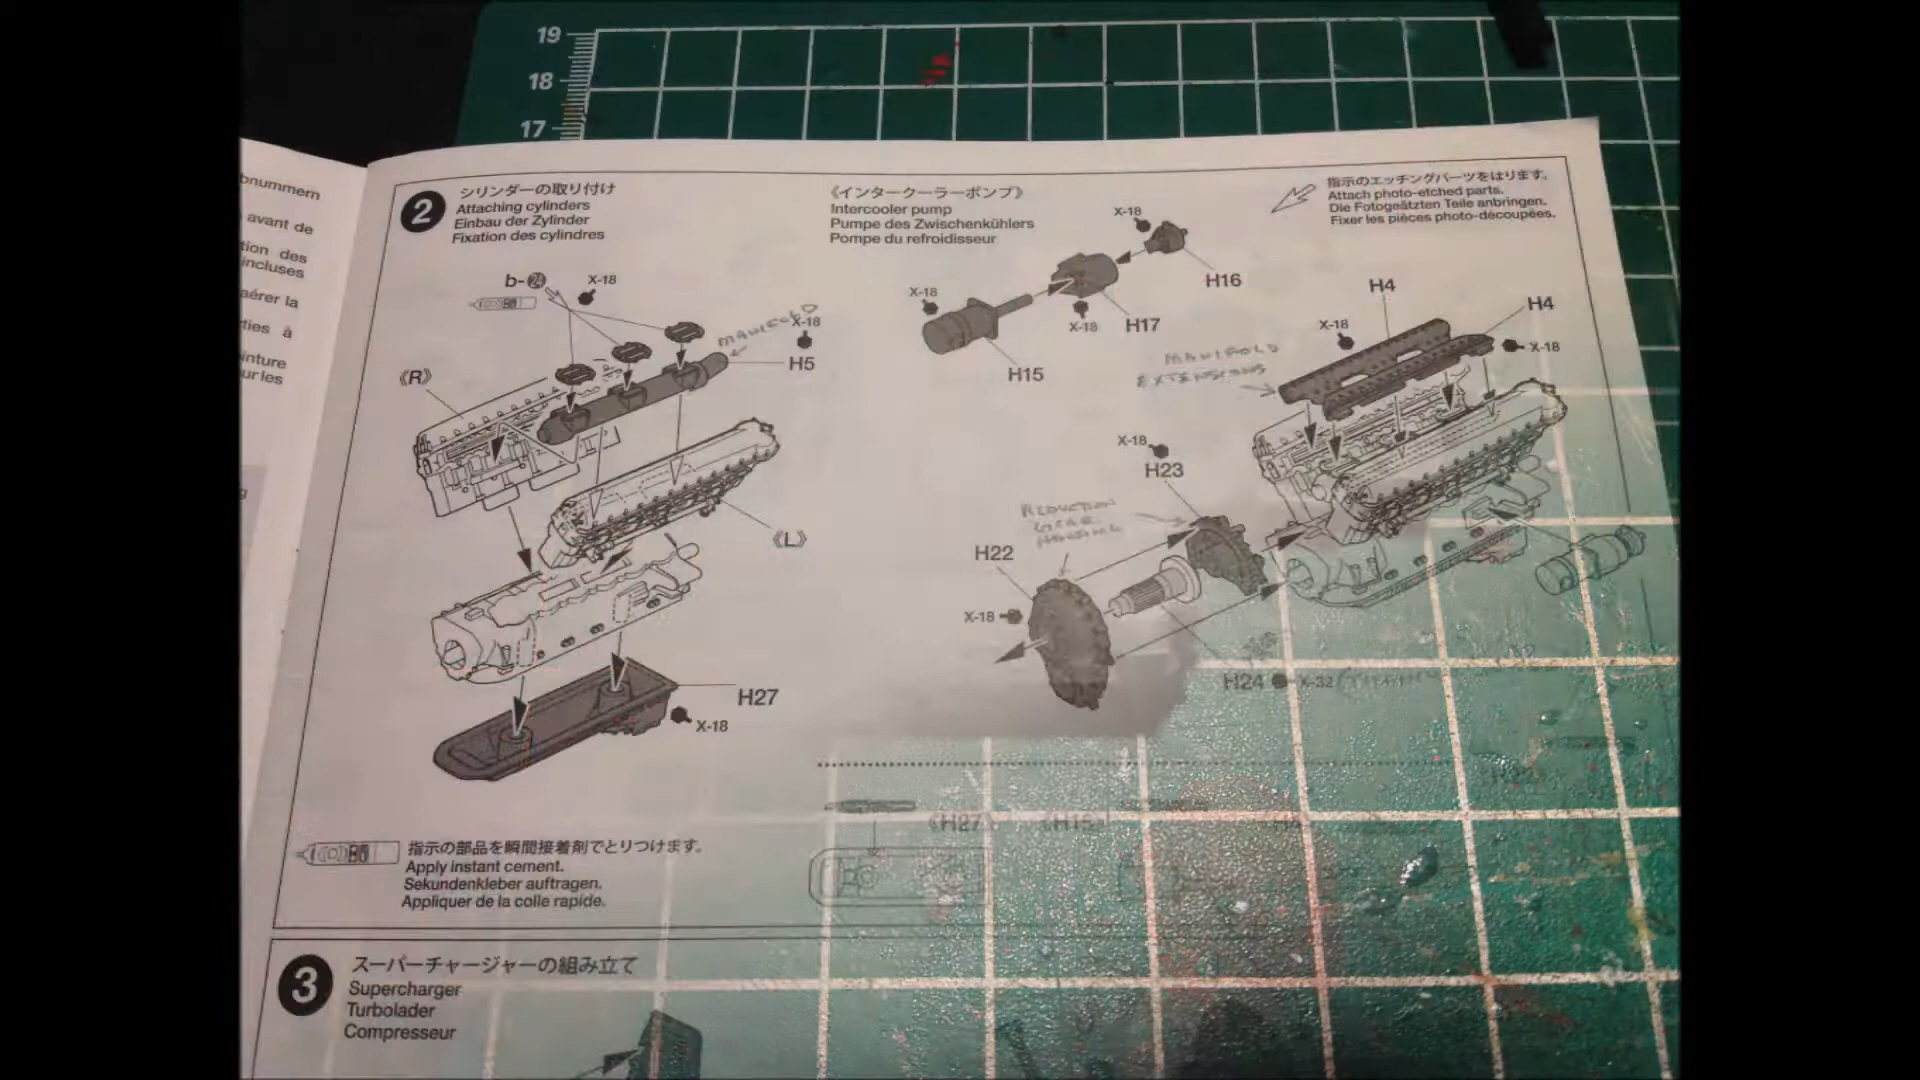 19
18
17
bnummern
avant de
tion des
incluses
aérer la
ties à
inture
ur les
2
シリンダーの取り付け
Attaching cylinders
Einbau der Zylinder
Fixation des cylindres
b-24
X-18
MANIFOLD
X-18
H5
《R》
《L》
H27
X-18
《インタークーラーポンプ》
Intercooler pump
Pumpe des Zwischenkühlers
Pompe du refroidisseur
X-18
H16
X-18
X-18
H17
H15
指示のエッチングパーツをはります。
Attach photo-etched parts.
Die Fotogeätzten Teile anbringen.
Fixer les pièces photo-découpées.
H4
H4
X-18
X-18
MANIFOLD
EXTENSIONS
X-18
H23
REDUCTION
GEAR
HOUSING
H22
X-18
H24
X-32
《H27》
《H15》
指示の部品を瞬間接着剤でとりつけます。
Apply instant cement.
Sekundenkleber auftragen.
Appliquer de la colle rapide.
3
スーパーチャージャーの組み立て
Supercharger
Turbolader
Compresseur